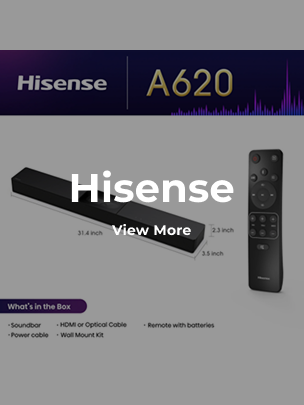 Hisense A620
Hisense
View More
31.4 inch
2.3 inch
3.5 inch
Hisense
What's in the Box
· Soundbar · HDMI or Optical Cable · Remote with batteries
· Power cable · Wall Mount Kit